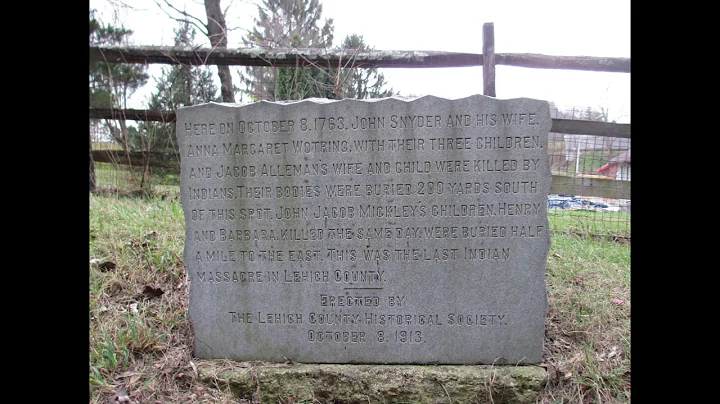 Here on October 8, 1763, John Snyder and his wife,
Anna Margaret Wotring, with their three children,
and Jacob Alleman's wife and child were killed by
Indians. Their bodies were buried 200 yards south
of this spot. John Jacob Mickley's children, Henry
and Barbara, killed the same day, were buried half
a mile to the east. This was the last Indian
massacre in Lehigh County.
Erected by
The Lehigh County Historical Society,
October 8, 1913.